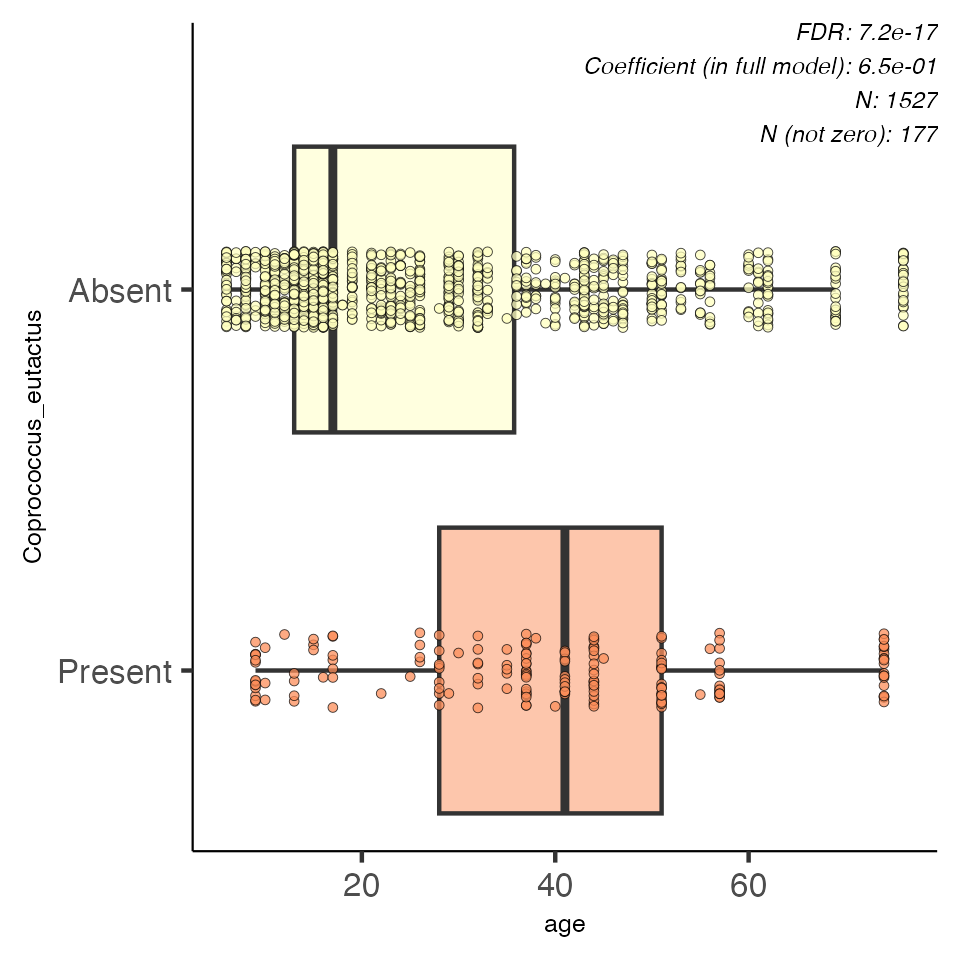 FDR: 7.2e-17
Coefficient (in full model): 6.5e-01
N: 1527
N (not zero): 177
Coprococcus_eutactus
Absent
Present
20 40 60
age